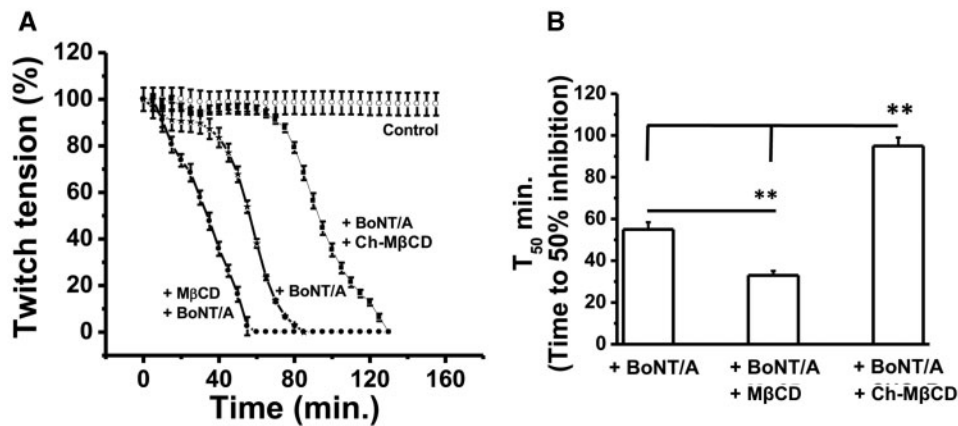 A
Twitch tension (%)
120
100
80
60
40
20
0
Control
+ BoNT/A
+ Ch-MβCD
+ MβCD
+ BoNT/A
+ BoNT/A
0 40 80 120 160
Time (min.)
B
T50 min.
(Time to 50% inhibition)
120
100
80
60
40
20
0
**
**
+ BoNT/A
+ BoNT/A
+ MβCD
+ BoNT/A
+ Ch-MβCD